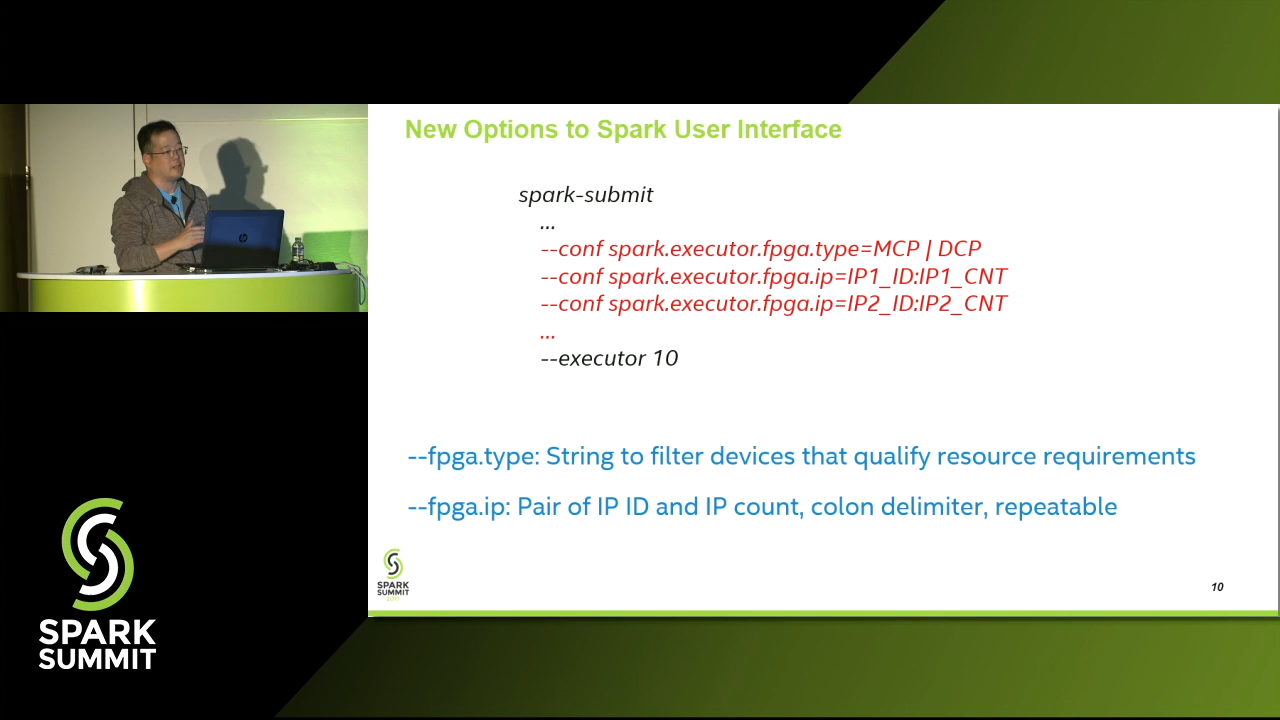 New Options to Spark User Interface
spark-submit
...
--conf spark.executor.fpga.type=MCP | DCP
--conf spark.executor.fpga.ip=IP1_ID:IP1_CNT
--conf spark.executor.fpga.ip=IP2_ID:IP2_CNT
...
--executor 10
--fpga.type: String to filter devices that qualify resource requirements
--fpga.ip: Pair of IP ID and IP count, colon delimiter, repeatable
SPARK
SUMMIT
2017
10
SPARK
SUMMIT
hp